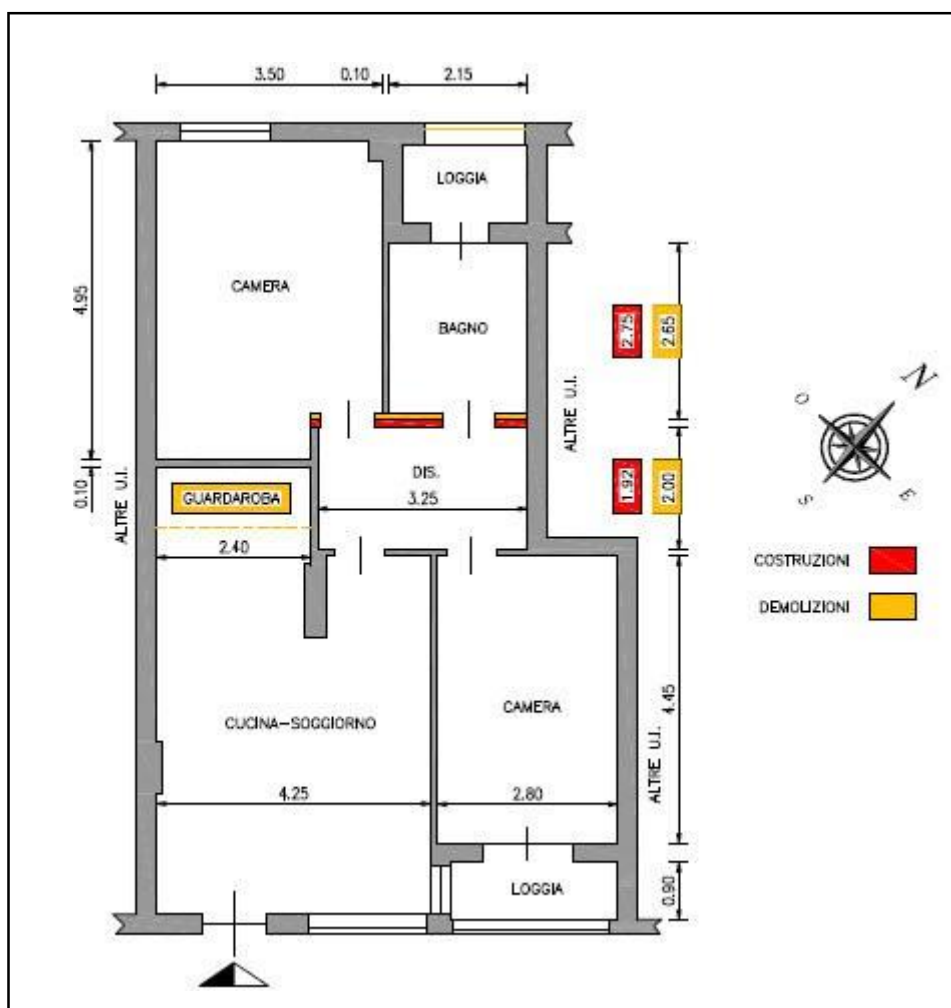 3.50 0.10 2.15
LOGGIA
CAMERA
BAGNO
4.95
2.75 2.65
ALTRE U.I.
N
O
S
E
DIS.
3.25
1.92 2.00
0.10
ALTRE U.I.
GUARDAROBA
2.40
COSTRUZIONI
DEMOLIZIONI
CAMERA
CUCINA-SOGGIORNO
4.45
ALTRE U.I.
4.25
2.80
LOGGIA
0.90